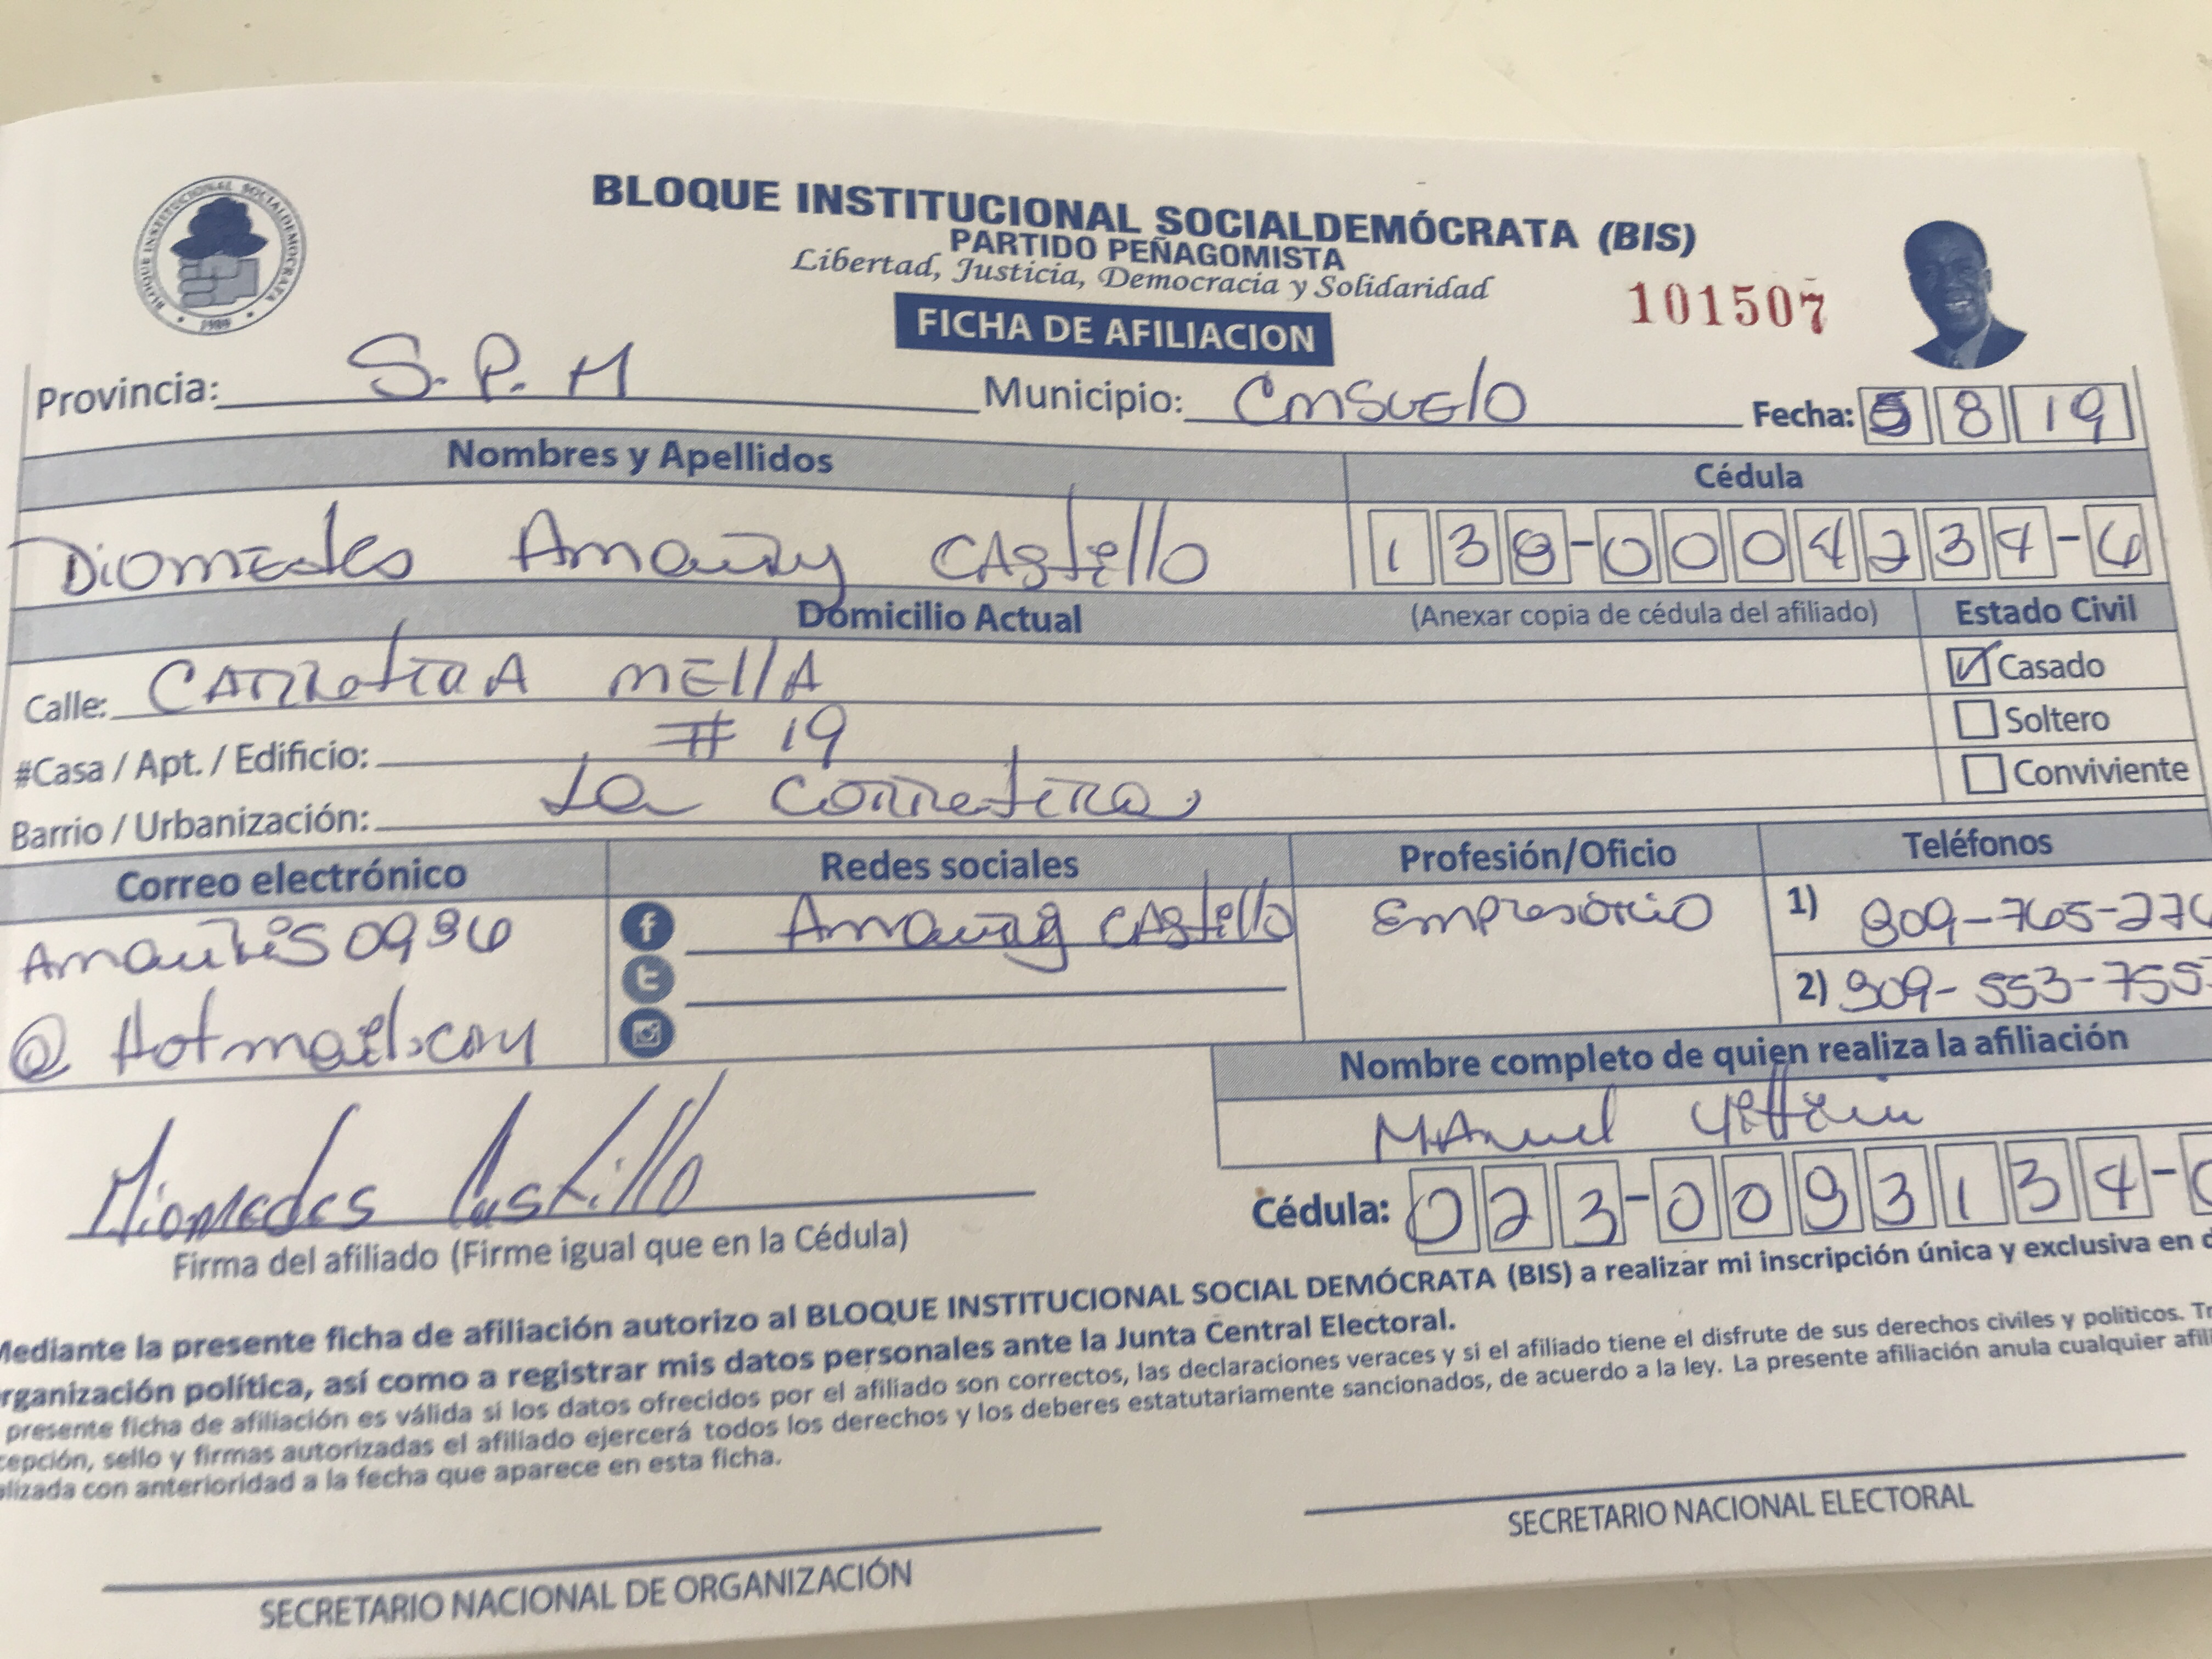 BLOQUE INSTITUCIONAL SOCIALDEMOCRATA
1989
BLOQUE INSTITUCIONAL SOCIALDEMÓCRATA (BIS)
PARTIDO PEÑAGOMISTA
Libertad, Justicia, Democracia y Solidaridad
101507
FICHA DE AFILIACION
Provincia: S.P.M Municipio: Consuelo Fecha: 5 8 19
Nombres y Apellidos Cédula
Diomedes Amaury Castillo 138-0004234-6
Domicilio Actual (Anexar copia de cédula del afiliado) Estado Civil
Calle: Carretera Mella Casado
#Casa / Apt. / Edificio: # 19 Soltero
Barrio / Urbanización: La Carretera Conviviente
Correo electrónico Redes sociales Profesión/Oficio Teléfonos
Amaury Castillo Empresario 1) 809-765-276
0936
@Hotmail.com 2) 809-553-755
Nombre completo de quien realiza la afiliación
Manuel
Diomedes Castillo
Cédula: 023-0093134-
Firma del afiliado (Firme igual que en la Cédula)
Mediante la presente ficha de afiliación autorizo al BLOQUE INSTITUCIONAL SOCIAL DEMÓCRATA (BIS) a realizar mi inscripción única y exclusiva en
organización política, así como a registrar mis datos personales ante la Junta Central Electoral.
presente ficha de afiliación es válida si los datos ofrecidos por el afiliado son correctos, las declaraciones veraces y si el afiliado tiene el disfrute de sus derechos civiles y políticos.
cepción, sello y firmas autorizadas el afiliado ejercerá todos los derechos y los deberes estatutariamente sancionados, de acuerdo a la ley. La presente afiliación anula cualquier afili
alizada con anterioridad a la fecha que aparece en esta ficha.
SECRETARIO NACIONAL ELECTORAL
SECRETARIO NACIONAL DE ORGANIZACIÓN